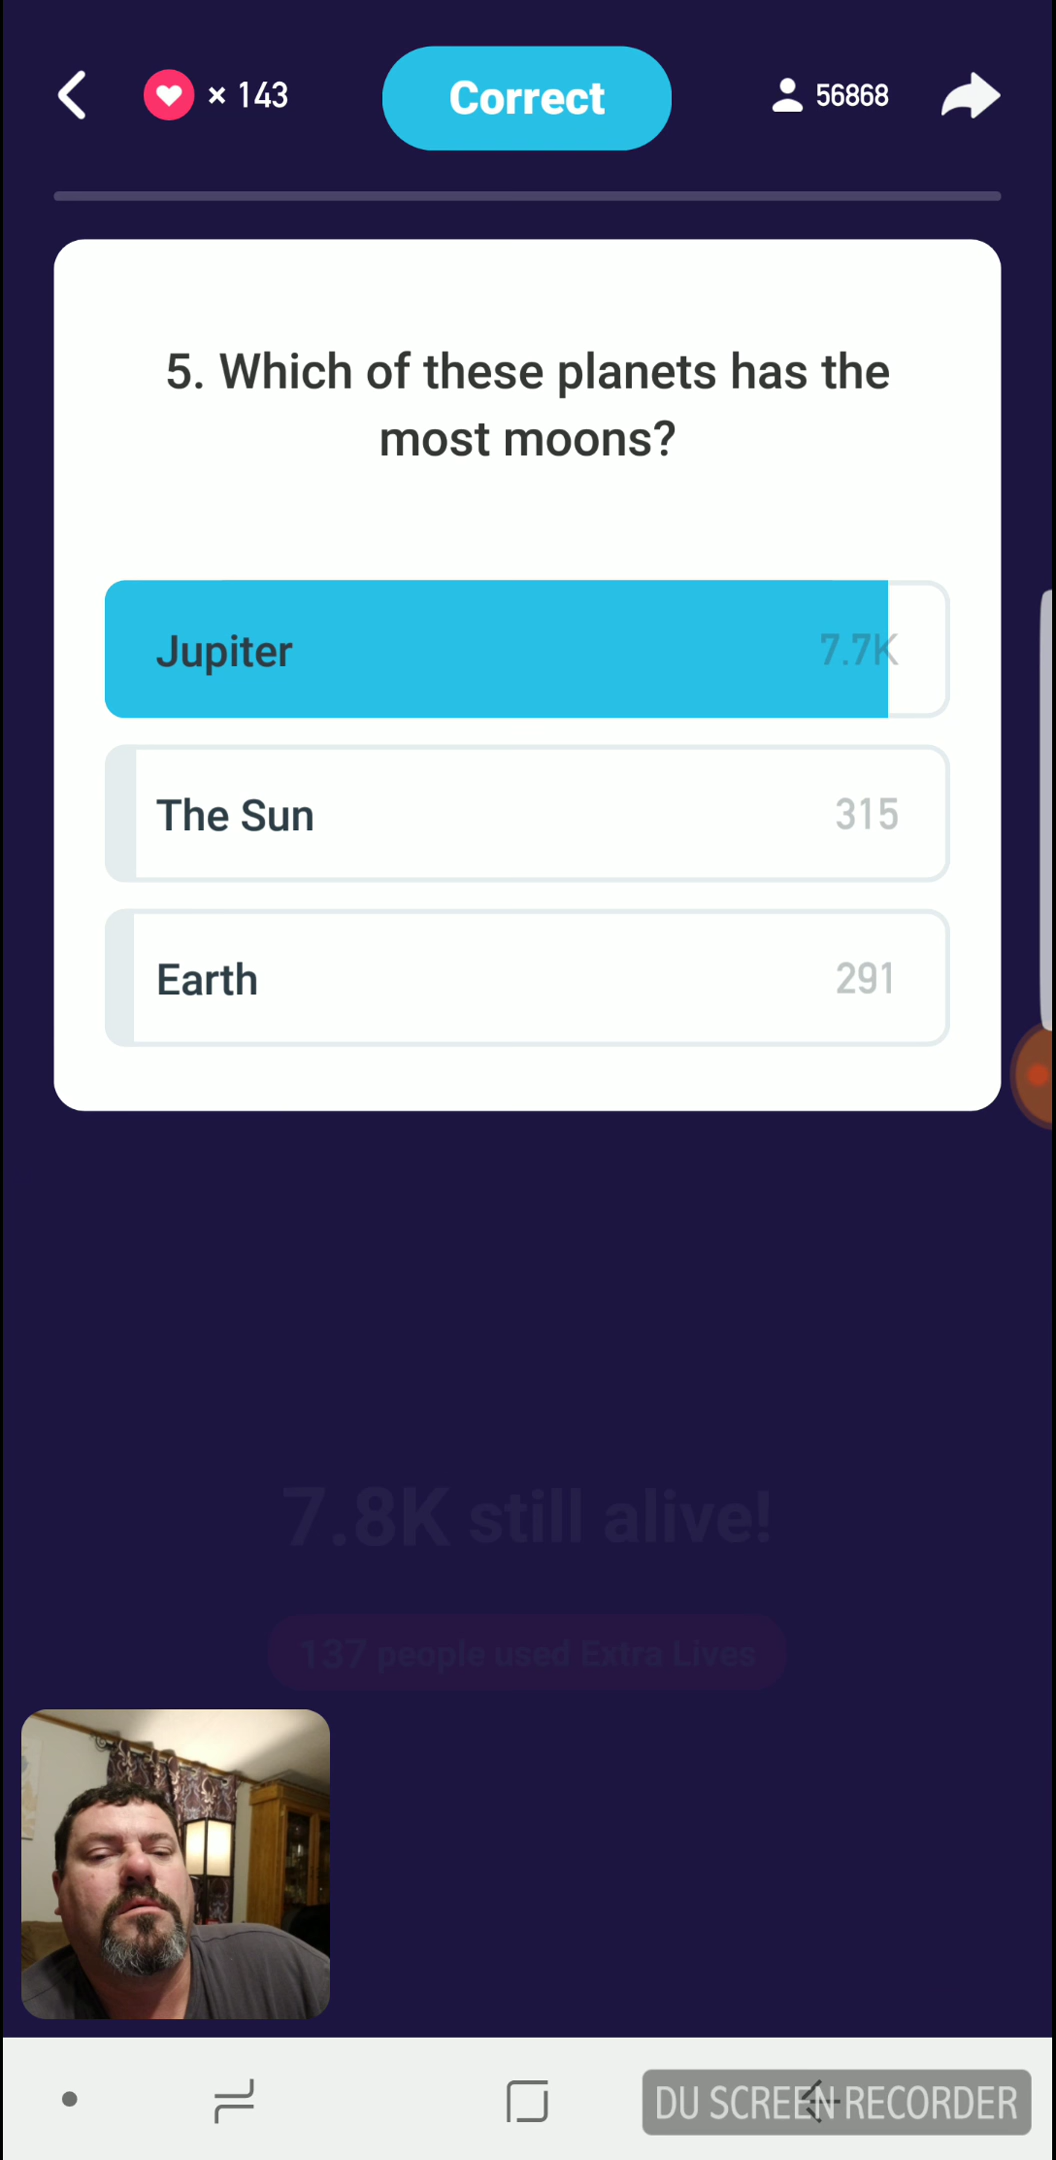 × 143
Correct
56868
5. Which of these planets has the
most moons?
Jupiter
7.7K
The Sun
315
Earth
291
7.8K still alive!
137 people used Extra Lives
DU SCREEN RECORDER